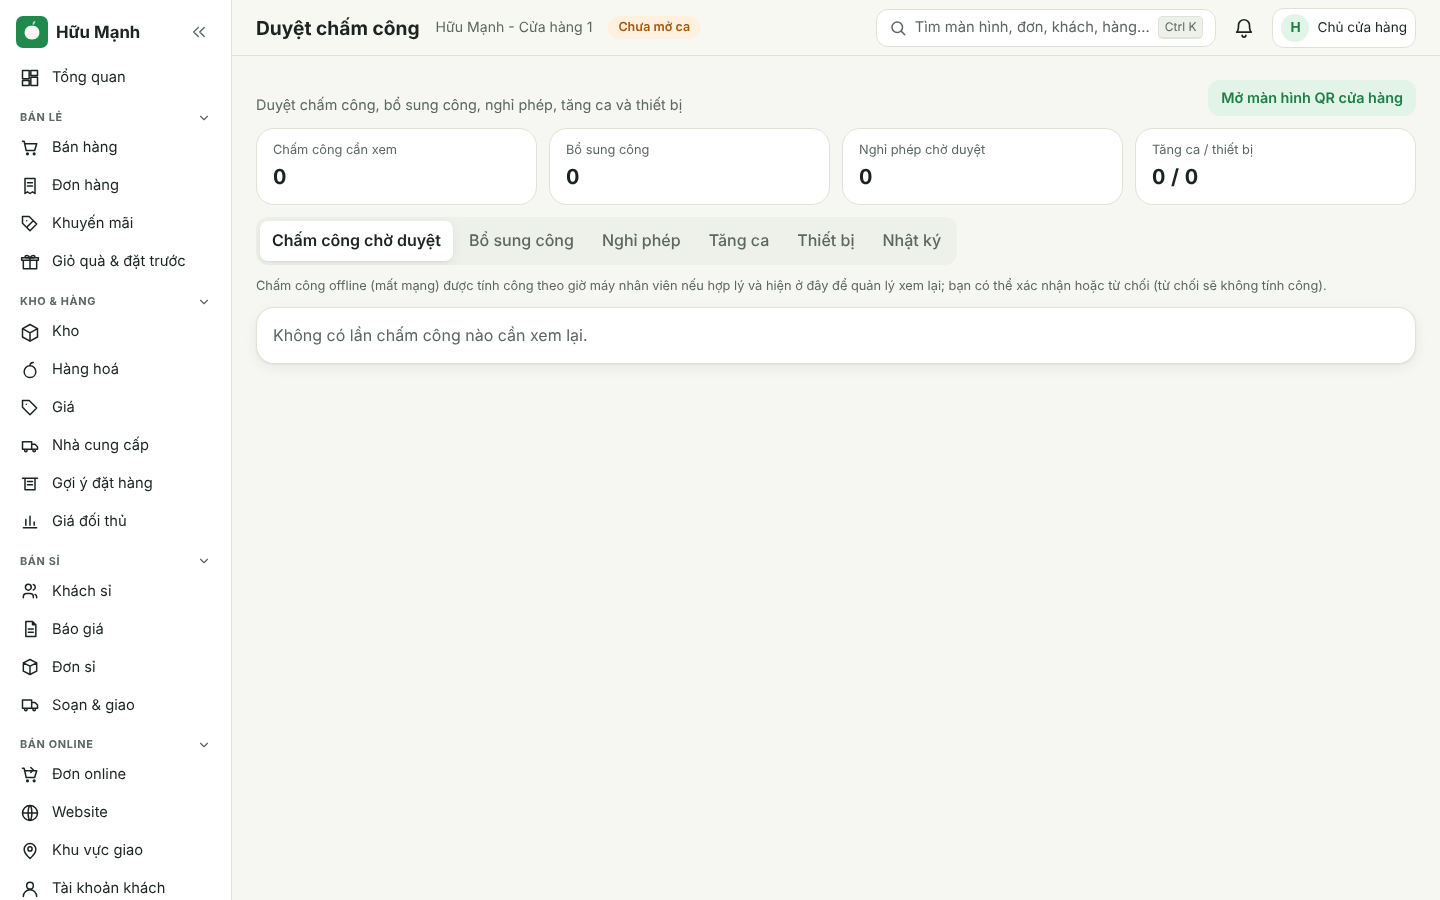 Hữu Mạnh
Tổng quan
BÁN LẺ
Bán hàng
Đơn hàng
Khuyến mãi
Giỏ quà & đặt trước
KHO & HÀNG
Kho
Hàng hoá
Giá
Nhà cung cấp
Gợi ý đặt hàng
Giá đối thủ
BÁN SỈ
Khách sỉ
Báo giá
Đơn sỉ
Soạn & giao
BÁN ONLINE
Đơn online
Website
Khu vực giao
Tài khoản khách
Duyệt chấm công Hữu Mạnh - Cửa hàng 1 Chưa mở ca Tìm màn hình, đơn, khách, hàng... Ctrl K H Chủ cửa hàng
Duyệt chấm công, bổ sung công, nghỉ phép, tăng ca và thiết bị Mở màn hình QR cửa hàng
Chấm công cần xem Bổ sung công Nghỉ phép chờ duyệt Tăng ca / thiết bị
0 0 0 0 / 0
Chấm công chờ duyệt Bổ sung công Nghỉ phép Tăng ca Thiết bị Nhật ký
Chấm công offline (mất mạng) được tính công theo giờ máy nhân viên nếu hợp lý và hiện ở đây để quản lý xem lại; bạn có thể xác nhận hoặc từ chối (từ chối sẽ không tính công).
Không có lần chấm công nào cần xem lại.